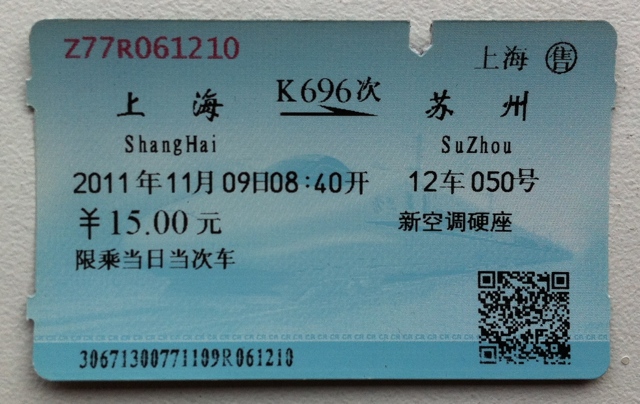 Z77R061210
上海 售
上海 K696次 苏州
ShangHai SuZhou
2011年11月09日08:40开 12车050号
¥15.00元 新空调硬座
限乘当日当次车
30671300771109R061210